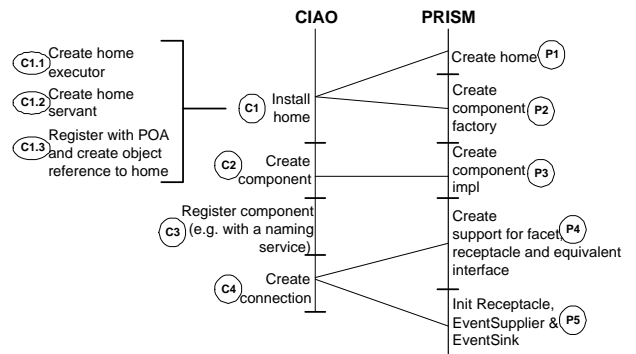 CIAO PRISM
C1.1 Create home
executor
C1.2 Create home
servant
C1.3 Register with POA
and create object
reference to home
C1 Install
home
C2 Create
component
Register component
C3 (e.g. with a naming
service)
C4 Create
connection
Create home P1
Create
component P2
factory
Create
component P3
impl
Create
support for facet, P4
receptacle and equivalent
interface
Init Receptacle,
EventSupplier & P5
EventSink